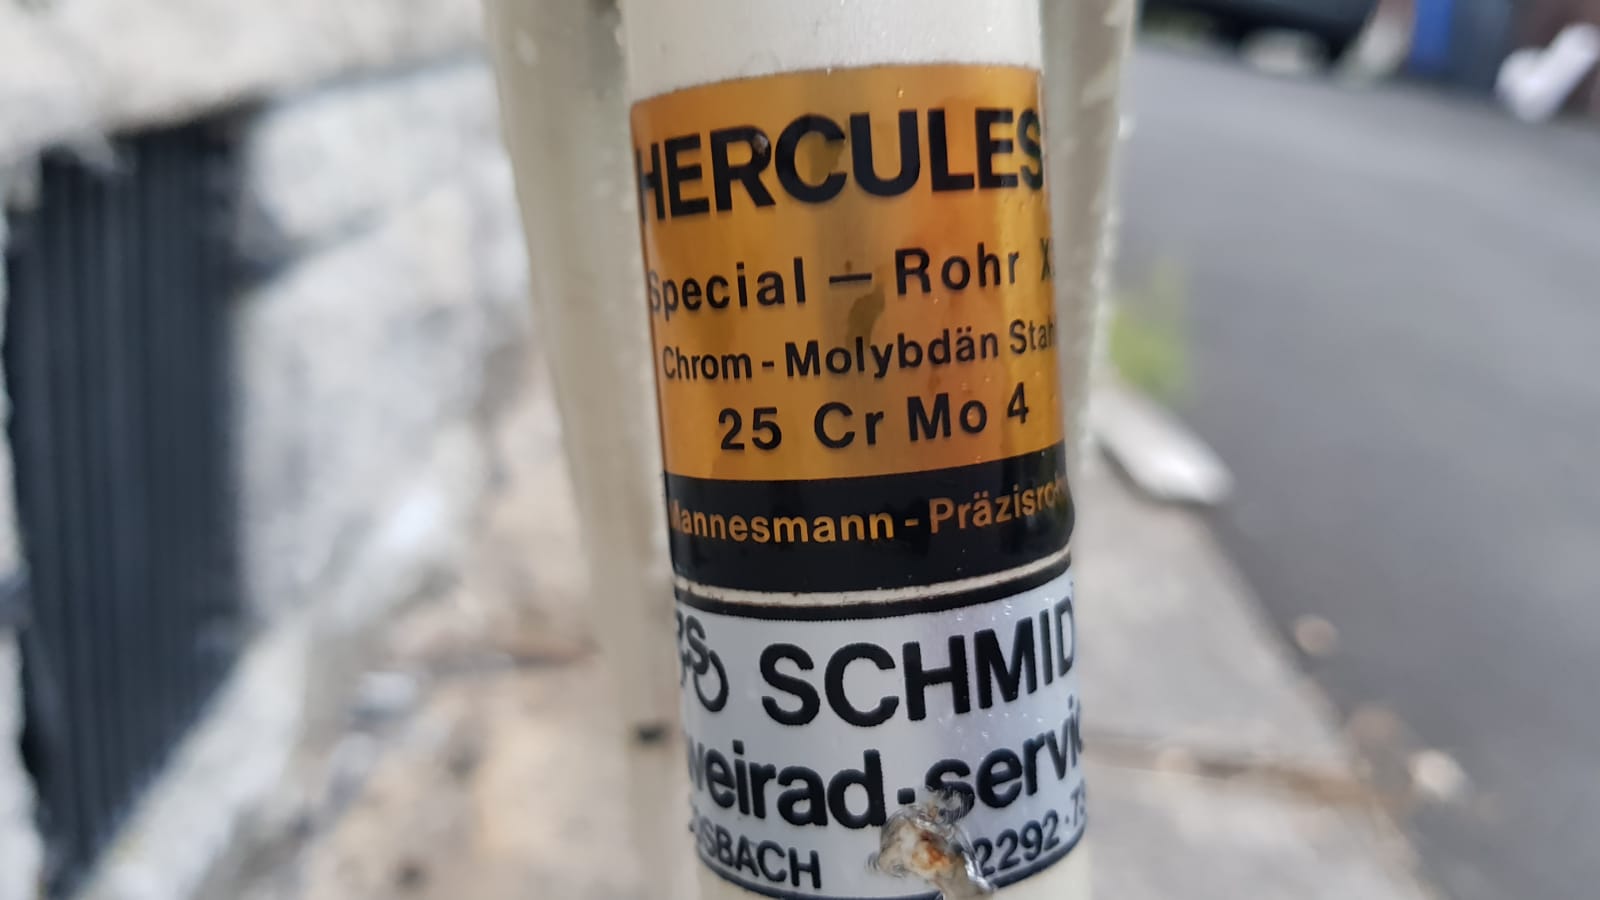 HERCULES
Special – Rohr
Chrom - Molybdän Stah
25 Cr Mo 4
Mannesmann - Präzisro
SCHMID
weirad · servic
SBACH 2292